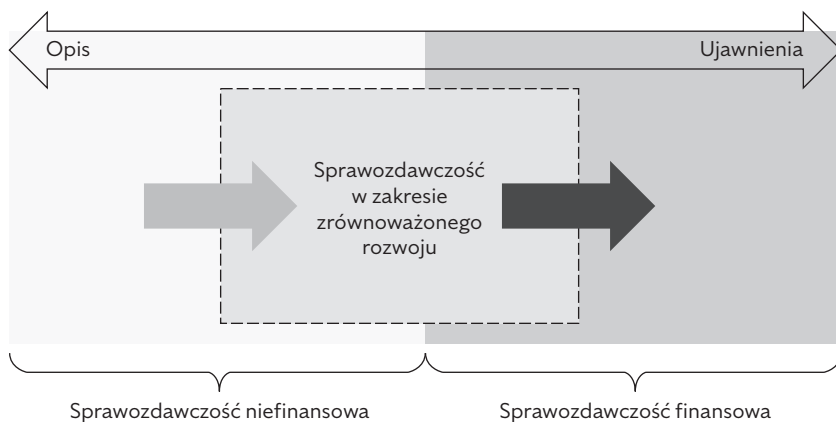 Opis
Ujawnienia
Sprawozdawczość
w zakresie
zrównoważonego
rozwoju
Sprawozdawczość niefinansowa
Sprawozdawczość finansowa